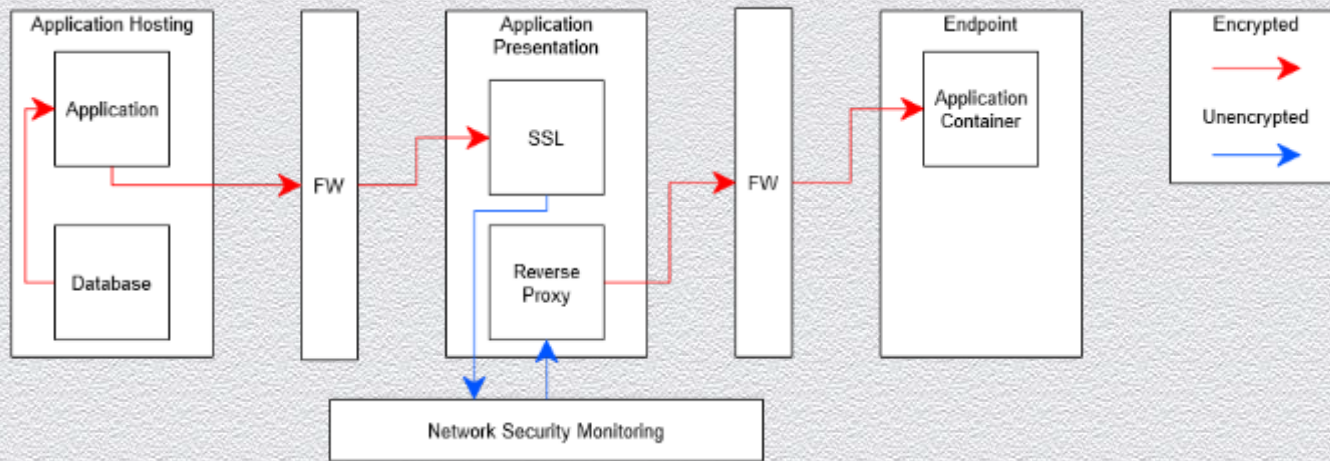 Application Hosting
Application
Database
FW
Application
Presentation
SSL
Reverse
Proxy
FW
Endpoint
Application
Container
Encrypted
Unencrypted
Network Security Monitoring